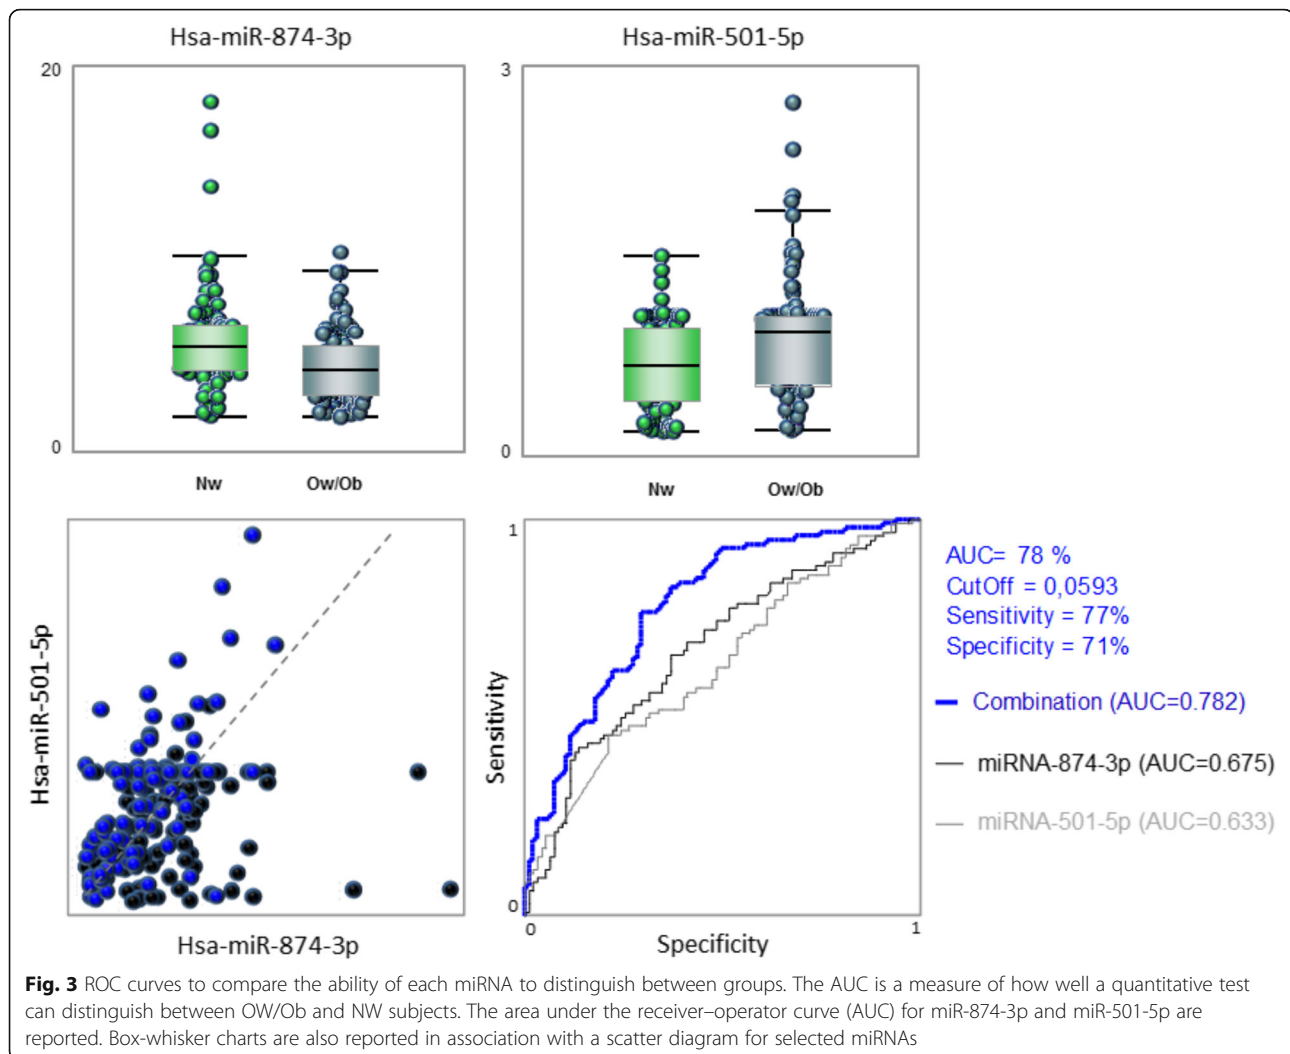 Hsa-miR-874-3p
Hsa-miR-501-5p
20
0
Nw
Ow/Ob
3
0
Nw
Ow/Ob
Hsa-miR-501-5p
Hsa-miR-874-3p
1
Sensitivity
0
0
1
Specificity
AUC= 78 %
CutOff = 0,0593
Sensitivity = 77%
Specificity = 71%
Combination (AUC=0.782)
miRNA-874-3p (AUC=0.675)
miRNA-501-5p (AUC=0.633)
Fig. 3 ROC curves to compare the ability of each miRNA to distinguish between groups. The AUC is a measure of how well a quantitative test
can distinguish between OW/Ob and NW subjects. The area under the receiver–operator curve (AUC) for miR-874-3p and miR-501-5p are
reported. Box-whisker charts are also reported in association with a scatter diagram for selected miRNAs